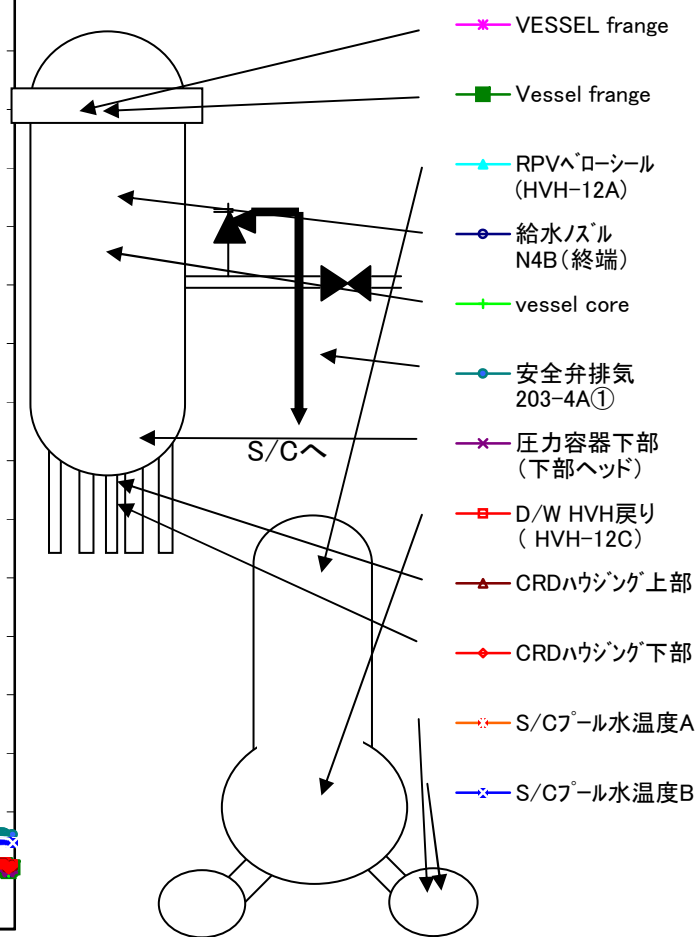 VESSEL frange
Vessel frange
RPVベローシール
(HVH-12A)
給水ノズル
N4B(終端)
vessel core
安全弁排気
203-4A①
S/Cへ
圧力容器下部
(下部ヘッド)
D/W HVH戻り
( HVH-12C)
CRDハウジング上部
CRDハウジング下部
S/Cプール水温度A
S/Cプール水温度B